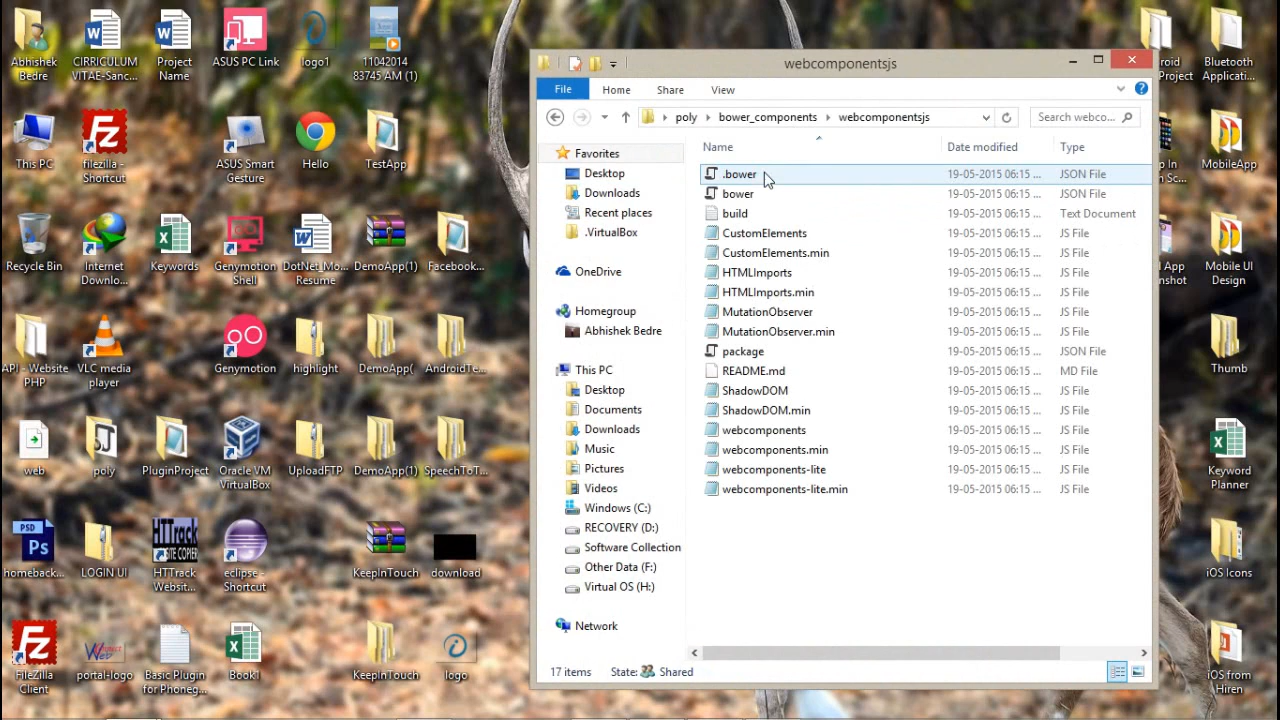 Abhishek
Bedre
CIRRICULUM
VITAE-Sanc...
Project
Name
ASUS PC Link
logo1
11042014
83745 AM (1)
This PC
filezilla -
Shortcut
ASUS Smart
Gesture
Hello
TestApp
Recycle Bin
Internet
Downlo...
Keywords
Genymotion
Shell
DotNet_Mo...
Resume
DemoApp(1)
Facebook...
API - Website
PHP
VLC media
player
Genymotion
highlight
DemoApp(
AndroidTe...
web
poly
PluginProject
Oracle VM
VirtualBox
UploadFTP
DemoApp(1)
SpeechToT...
PSD
Ps
homeback...
LOGIN UI
HTTrack
SITE COPIER
HTTrack
Websit...
eclipse -
Shortcut
KeepInTouch
download
FileZilla
Client
portal-logo
Basic Plugin
for Phoneg...
Book1
KeepInTouch
logo
webcomponentsjs
File
Home
Share
View
poly
bower_components
webcomponentsjs
Search webco...
Favorites
Desktop
Downloads
Recent places
.VirtualBox
OneDrive
Homegroup
Abhishek Bedre
This PC
Desktop
Documents
Downloads
Music
Pictures
Videos
Windows (C:)
RECOVERY (D:)
Software Collection
Other Data (F:)
Virtual OS (H:)
Network
Name Date modified Type
.bower 19-05-2015 06:15 ... JSON File
bower 19-05-2015 06:15 ... JSON File
build 19-05-2015 06:15 ... Text Document
CustomElements 19-05-2015 06:15 ... JS File
CustomElements.min 19-05-2015 06:15 ... JS File
HTMLImports 19-05-2015 06:15 ... JS File
HTMLImports.min 19-05-2015 06:15 ... JS File
MutationObserver 19-05-2015 06:15 ... JS File
MutationObserver.min 19-05-2015 06:15 ... JS File
package 19-05-2015 06:15 ... JSON File
README.md 19-05-2015 06:15 ... MD File
ShadowDOM 19-05-2015 06:15 ... JS File
ShadowDOM.min 19-05-2015 06:15 ... JS File
webcomponents 19-05-2015 06:15 ... JS File
webcomponents.min 19-05-2015 06:15 ... JS File
webcomponents-lite 19-05-2015 06:15 ... JS File
webcomponents-lite.min 19-05-2015 06:15 ... JS File
17 items
State:
Shared
roid
Project
Bluetooth
Applicati...
p In
n Sc...
MobileApp
d App
nshot
Mobile UI
Design
Thumb
Keyword
Planner
iOS Icons
iOS from
Hiren